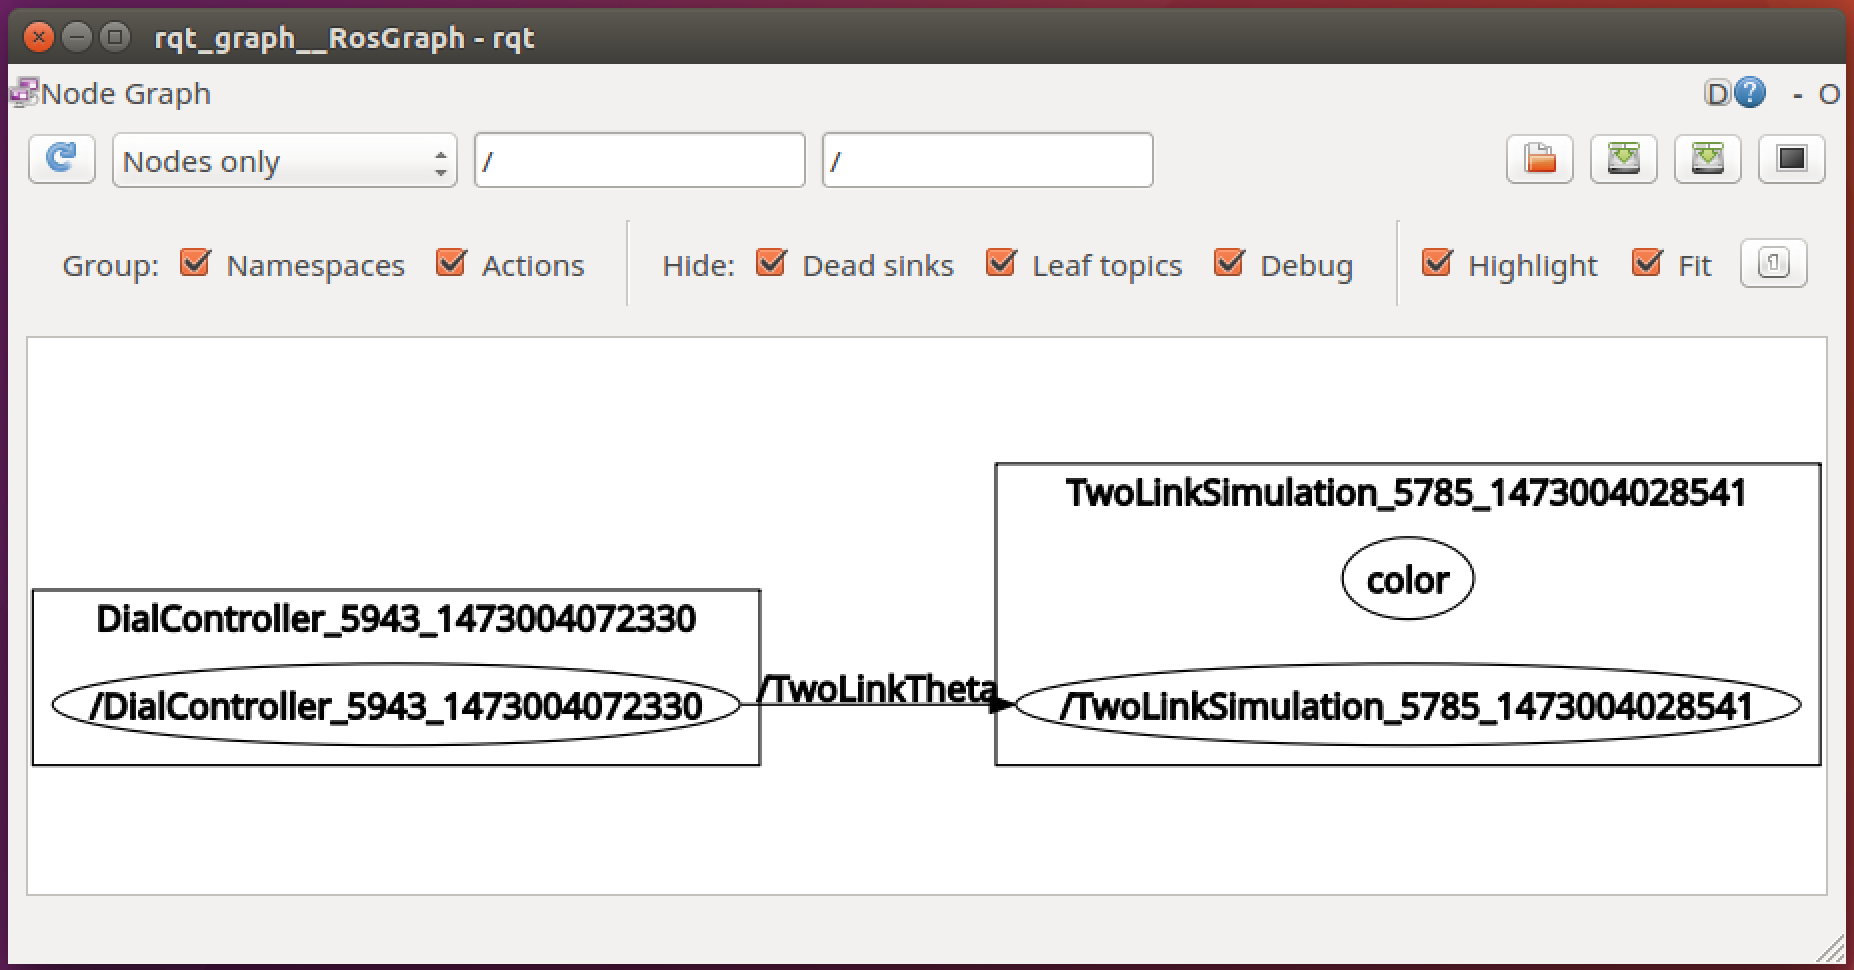 rqt_graph__RosGraph - rqt
Node Graph
D ? - O
Nodes only
/
/
Group: Namespaces Actions Hide: Dead sinks Leaf topics Debug Highlight Fit
TwoLinkSimulation_5785_1473004028541
color
DialController_5943_1473004072330
/DialController_5943_1473004072330
/TwoLinkTheta
/TwoLinkSimulation_5785_1473004028541